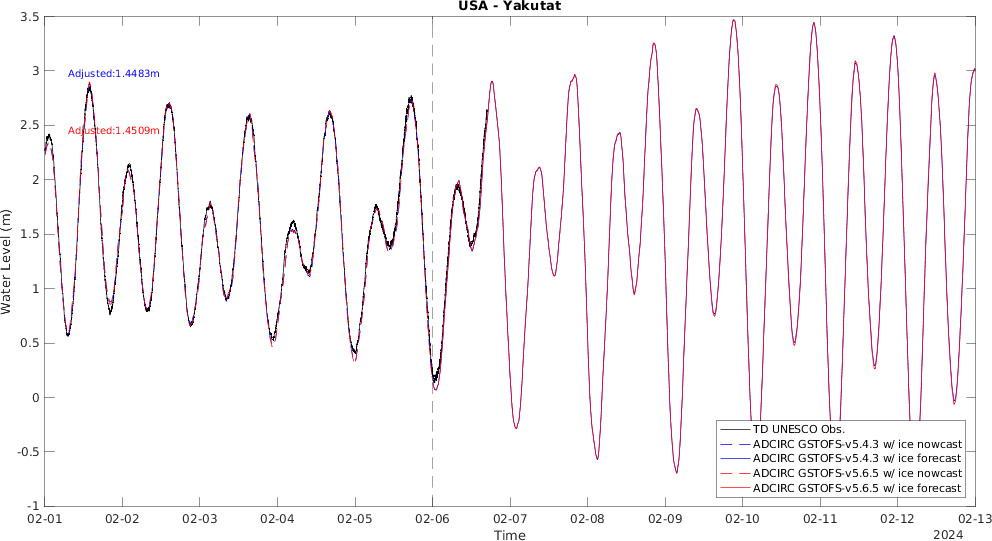 USA - Yakutat
3.5
3
2.5
2
1.5
1
0.5
0
-0.5
-1
Water Level (m)
Adjusted:1.4483m
Adjusted:1.4509m
TD UNESCO Obs.
ADCIRC GSTOFS-v5.4.3 w/ ice nowcast
ADCIRC GSTOFS-v5.4.3 w/ ice forecast
ADCIRC GSTOFS-v5.6.5 w/ ice nowcast
ADCIRC GSTOFS-v5.6.5 w/ ice forecast
02-01 02-02 02-03 02-04 02-05 02-06 02-07 02-08 02-09 02-10 02-11 02-12 02-13
Time
2024